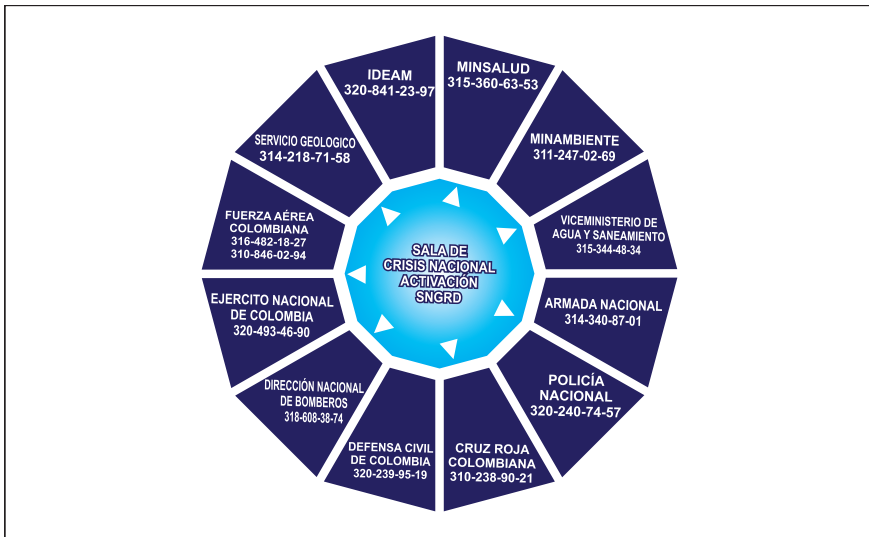 IDEAM
320-841-23-97
MINSALUD
315-360-63-53
MINAMBIENTE
311-247-02-69
VICEMINISTERIO DE
AGUA Y SANEAMIENTO
315-344-48-34
ARMADA NACIONAL
314-340-87-01
POLICÍA
NACIONAL
320-240-74-57
CRUZ ROJA
COLOMBIANA
310-238-90-21
DEFENSA CIVIL
DE COLOMBIA
320-239-95-19
DIRECCIÓN NACIONAL
DE BOMBEROS
318-608-38-74
EJERCITO NACIONAL
DE COLOMBIA
320-493-46-90
FUERZA AÉREA
COLOMBIANA
316-482-18-27
310-846-02-94
SERVICIO GEOLOGICO
314-218-71-58
SALA DE
CRISIS NACIONAL
ACTIVACIÓN
SNGRD